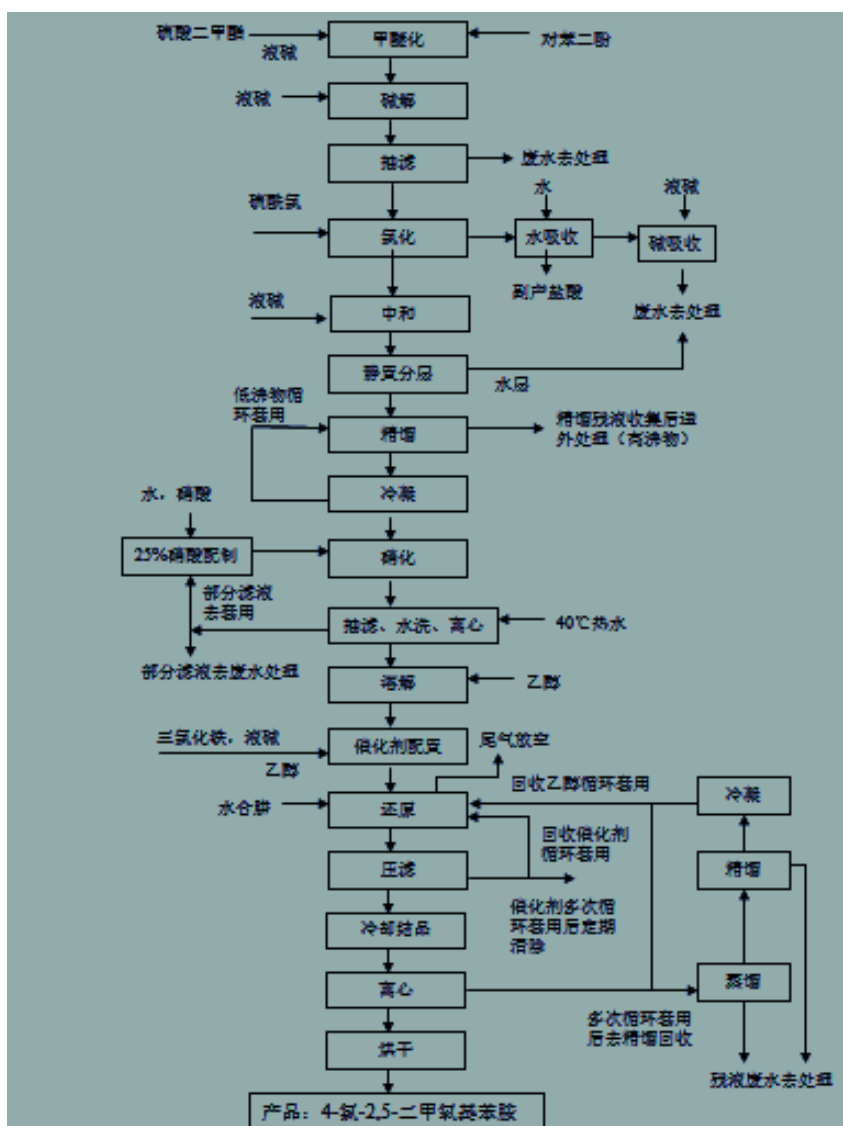 硫酸二甲酯
液碱
甲醚化
对苯二酚
液碱
碱解
抽滤
废水去处理
硫酰氯
水
液碱
氯化
水吸收
碱吸收
副产盐酸
液碱
中和
废水去处理
静置分层
水层
低沸物循
环套用
精馏
精馏残液收集后运
外处理（高沸物）
冷凝
水，硝酸
25%硝酸配制
硝化
部分滤液
去套用
抽滤、水洗、离心
40℃热水
部分滤液去废水处理
溶解
乙醇
三氯化铁，液碱
乙醇
催化剂配置
尾气放空
回收乙醇循环套用
冷凝
水合肼
还原
回收催化剂
循环套用
压滤
精馏
催化剂多次循
环套用后定期
清除
冷却结晶
离心
蒸馏
多次循环套用
后去精馏回收
烘干
残液废水去处理
产品：4-氯-2,5-二甲氧基苯胺